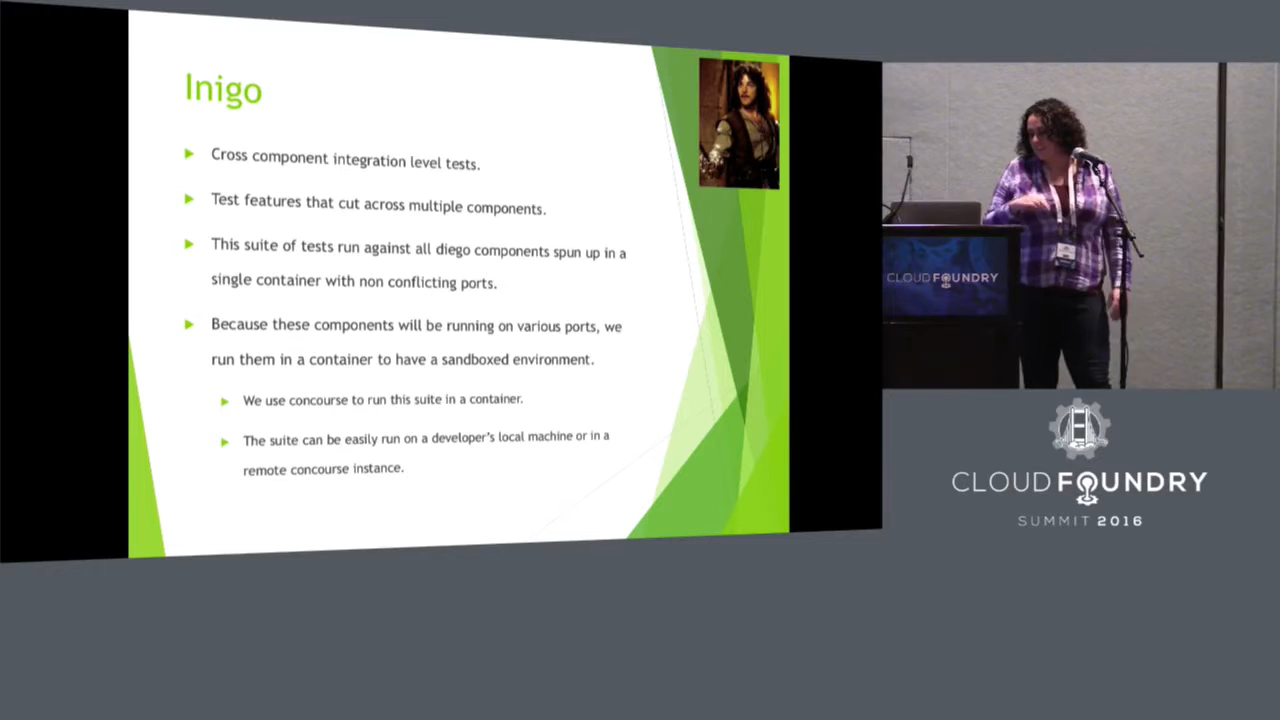 Inigo
Cross component integration level tests.
Test features that cut across multiple components.
This suite of tests run against all diego components spun up in a
single container with non conflicting ports.
Because these components will be running on various ports, we
run them in a container to have a sandboxed environment.
We use concourse to run this suite in a container.
The suite can be easily run on a developer's local machine or in a
remote concourse instance.
CLOUD FOUNDRY
CLOUD FOUNDRY
SUMMIT 2016